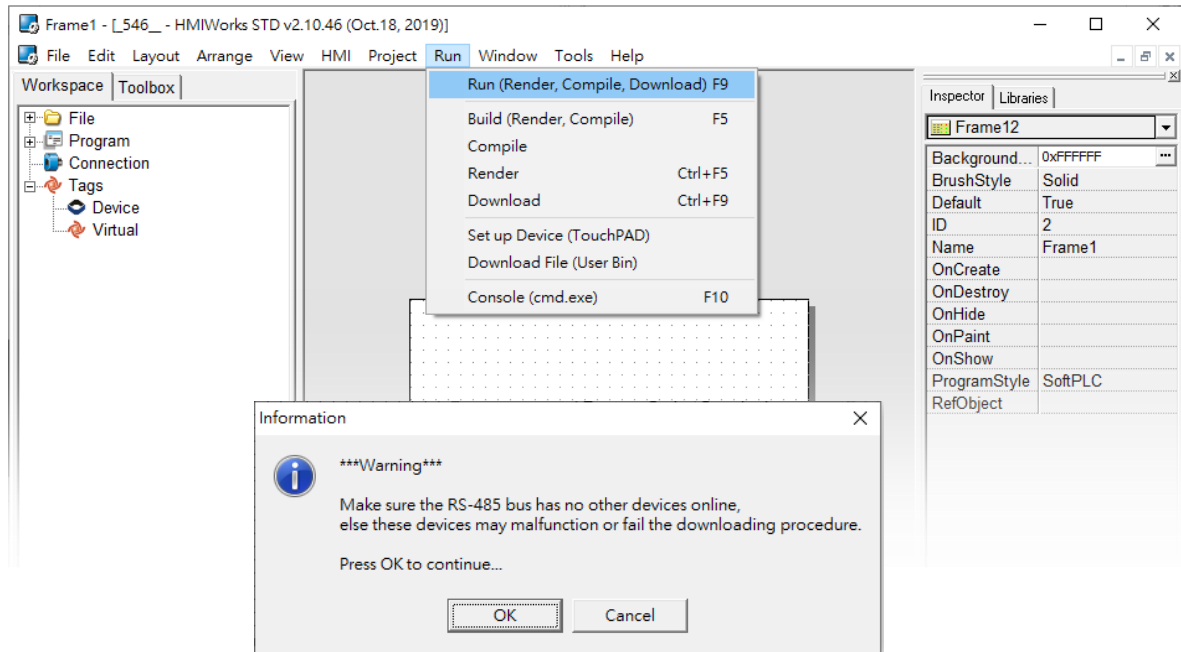 Frame1 - [_546__ - HMIWorks STD v2.10.46 (Oct.18, 2019)]
File Edit Layout Arrange View HMI Project Run Window Tools Help
Workspace Toolbox
File
Program
Connection
Tags
Device
Virtual
Run (Render, Compile, Download) F9
Build (Render, Compile) F5
Compile
Render Ctrl+F5
Download Ctrl+F9
Set up Device (TouchPAD)
Download File (User Bin)
Console (cmd.exe) F10
Inspector Libraries
Frame12
Background... 0xFFFFFF ...
BrushStyle Solid
Default True
ID 2
Name Frame1
OnCreate
OnDestroy
OnHide
OnPaint
OnShow
ProgramStyle SoftPLC
RefObject
Information
***Warning***
Make sure the RS-485 bus has no other devices online,
else these devices may malfunction or fail the downloading procedure.
Press OK to continue...
OK Cancel